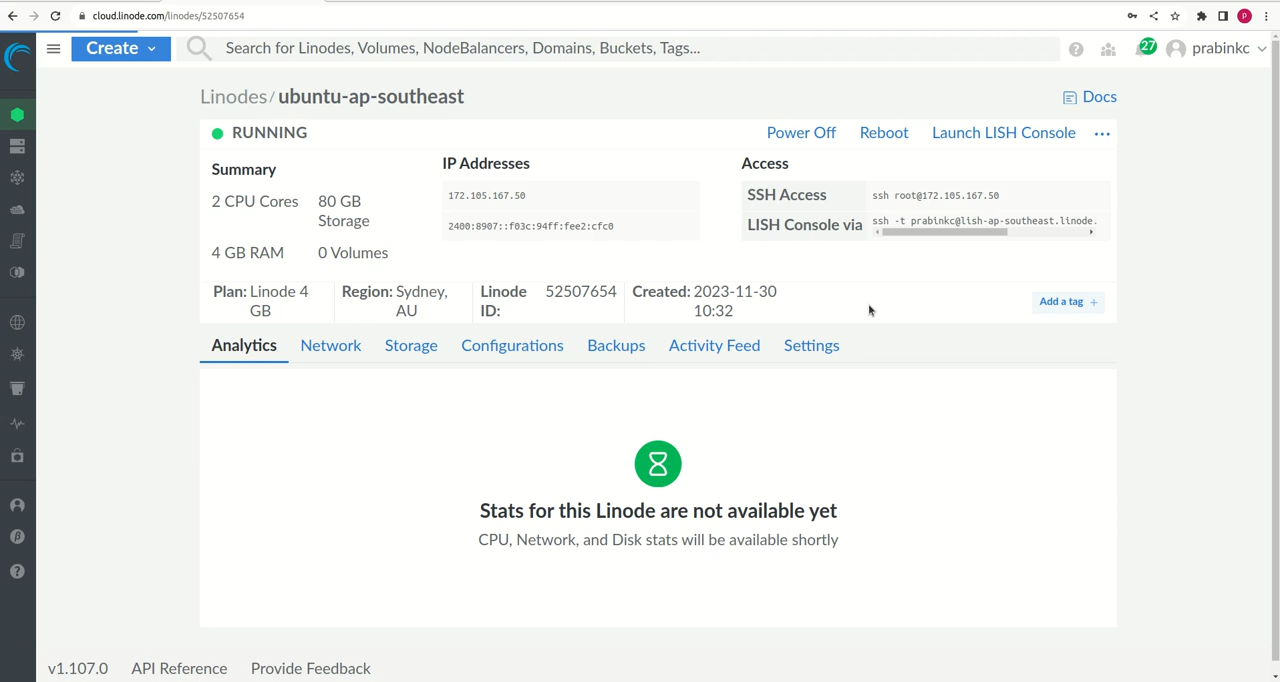 cloud.linode.com/linodes/52507654
P
Create
Search for Linodes, Volumes, NodeBalancers, Domains, Buckets, Tags...
?
27
prabinkc
Linodes/ubuntu-ap-southeast
Docs
RUNNING
Power Off
Reboot
Launch LISH Console
...
Summary
IP Addresses
Access
2 CPU Cores
80 GB
Storage
4 GB RAM
0 Volumes
172.105.167.50
2400:8907::f03c:94ff:fee2:cfc0
SSH Access
ssh root@172.105.167.50
LISH Console via
ssh -t prabinkc@lish-ap-southeast.linode.
Plan: Linode 4
GB
Region: Sydney,
AU
Linode
ID:
52507654
Created: 2023-11-30
10:32
Add a tag +
Analytics
Network
Storage
Configurations
Backups
Activity Feed
Settings
Stats for this Linode are not available yet
CPU, Network, and Disk stats will be available shortly
β
?
v1.107.0
API Reference
Provide Feedback